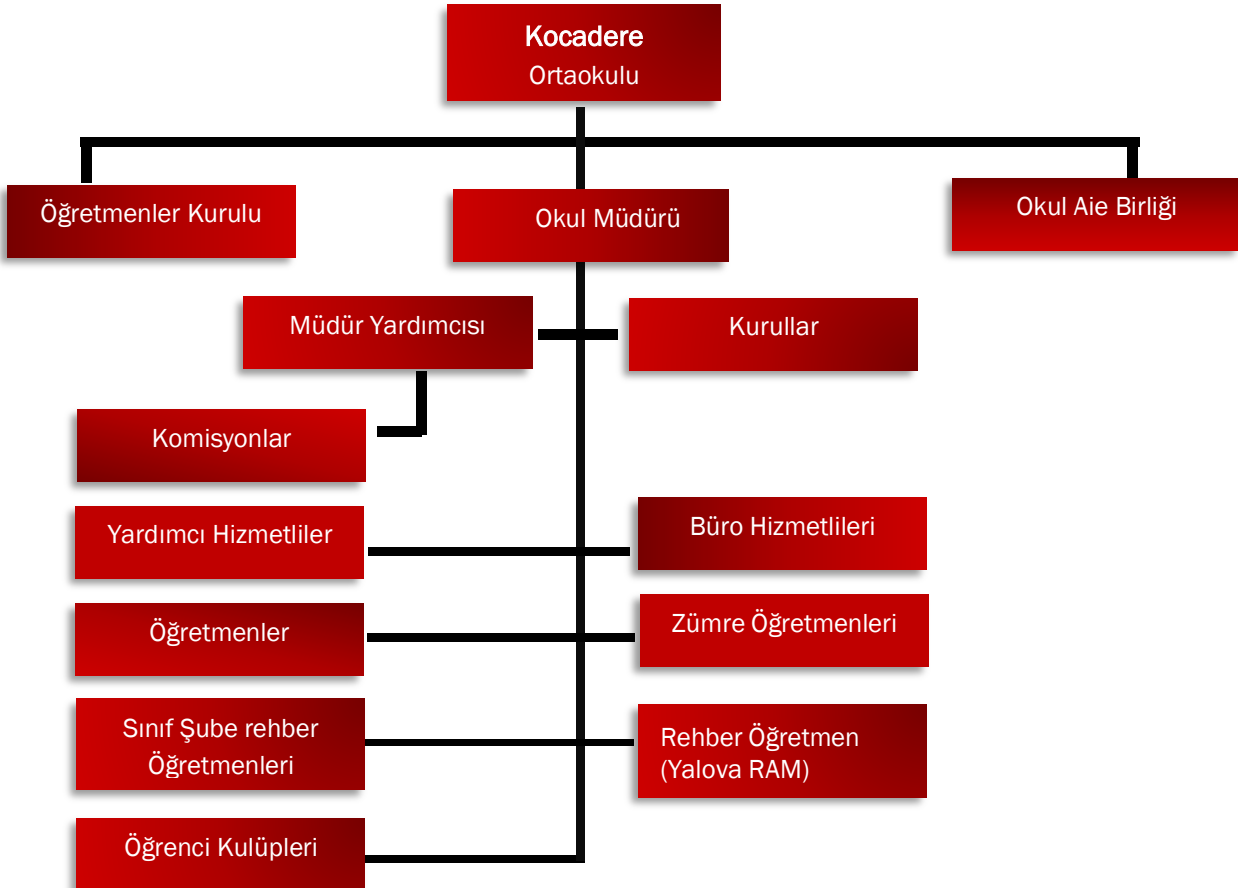 Kocadere
Ortaokulu
Öğretmenler Kurulu
Okul Müdürü
Okul Aie Birliği
Müdür Yardımcısı
Kurullar
Komisyonlar
Yardımcı Hizmetliler
Büro Hizmetlileri
Öğretmenler
Zümre Öğretmenleri
Sınıf Şube rehber
Öğretmenleri
Rehber Öğretmen
(Yalova RAM)
Öğrenci Kulüpleri